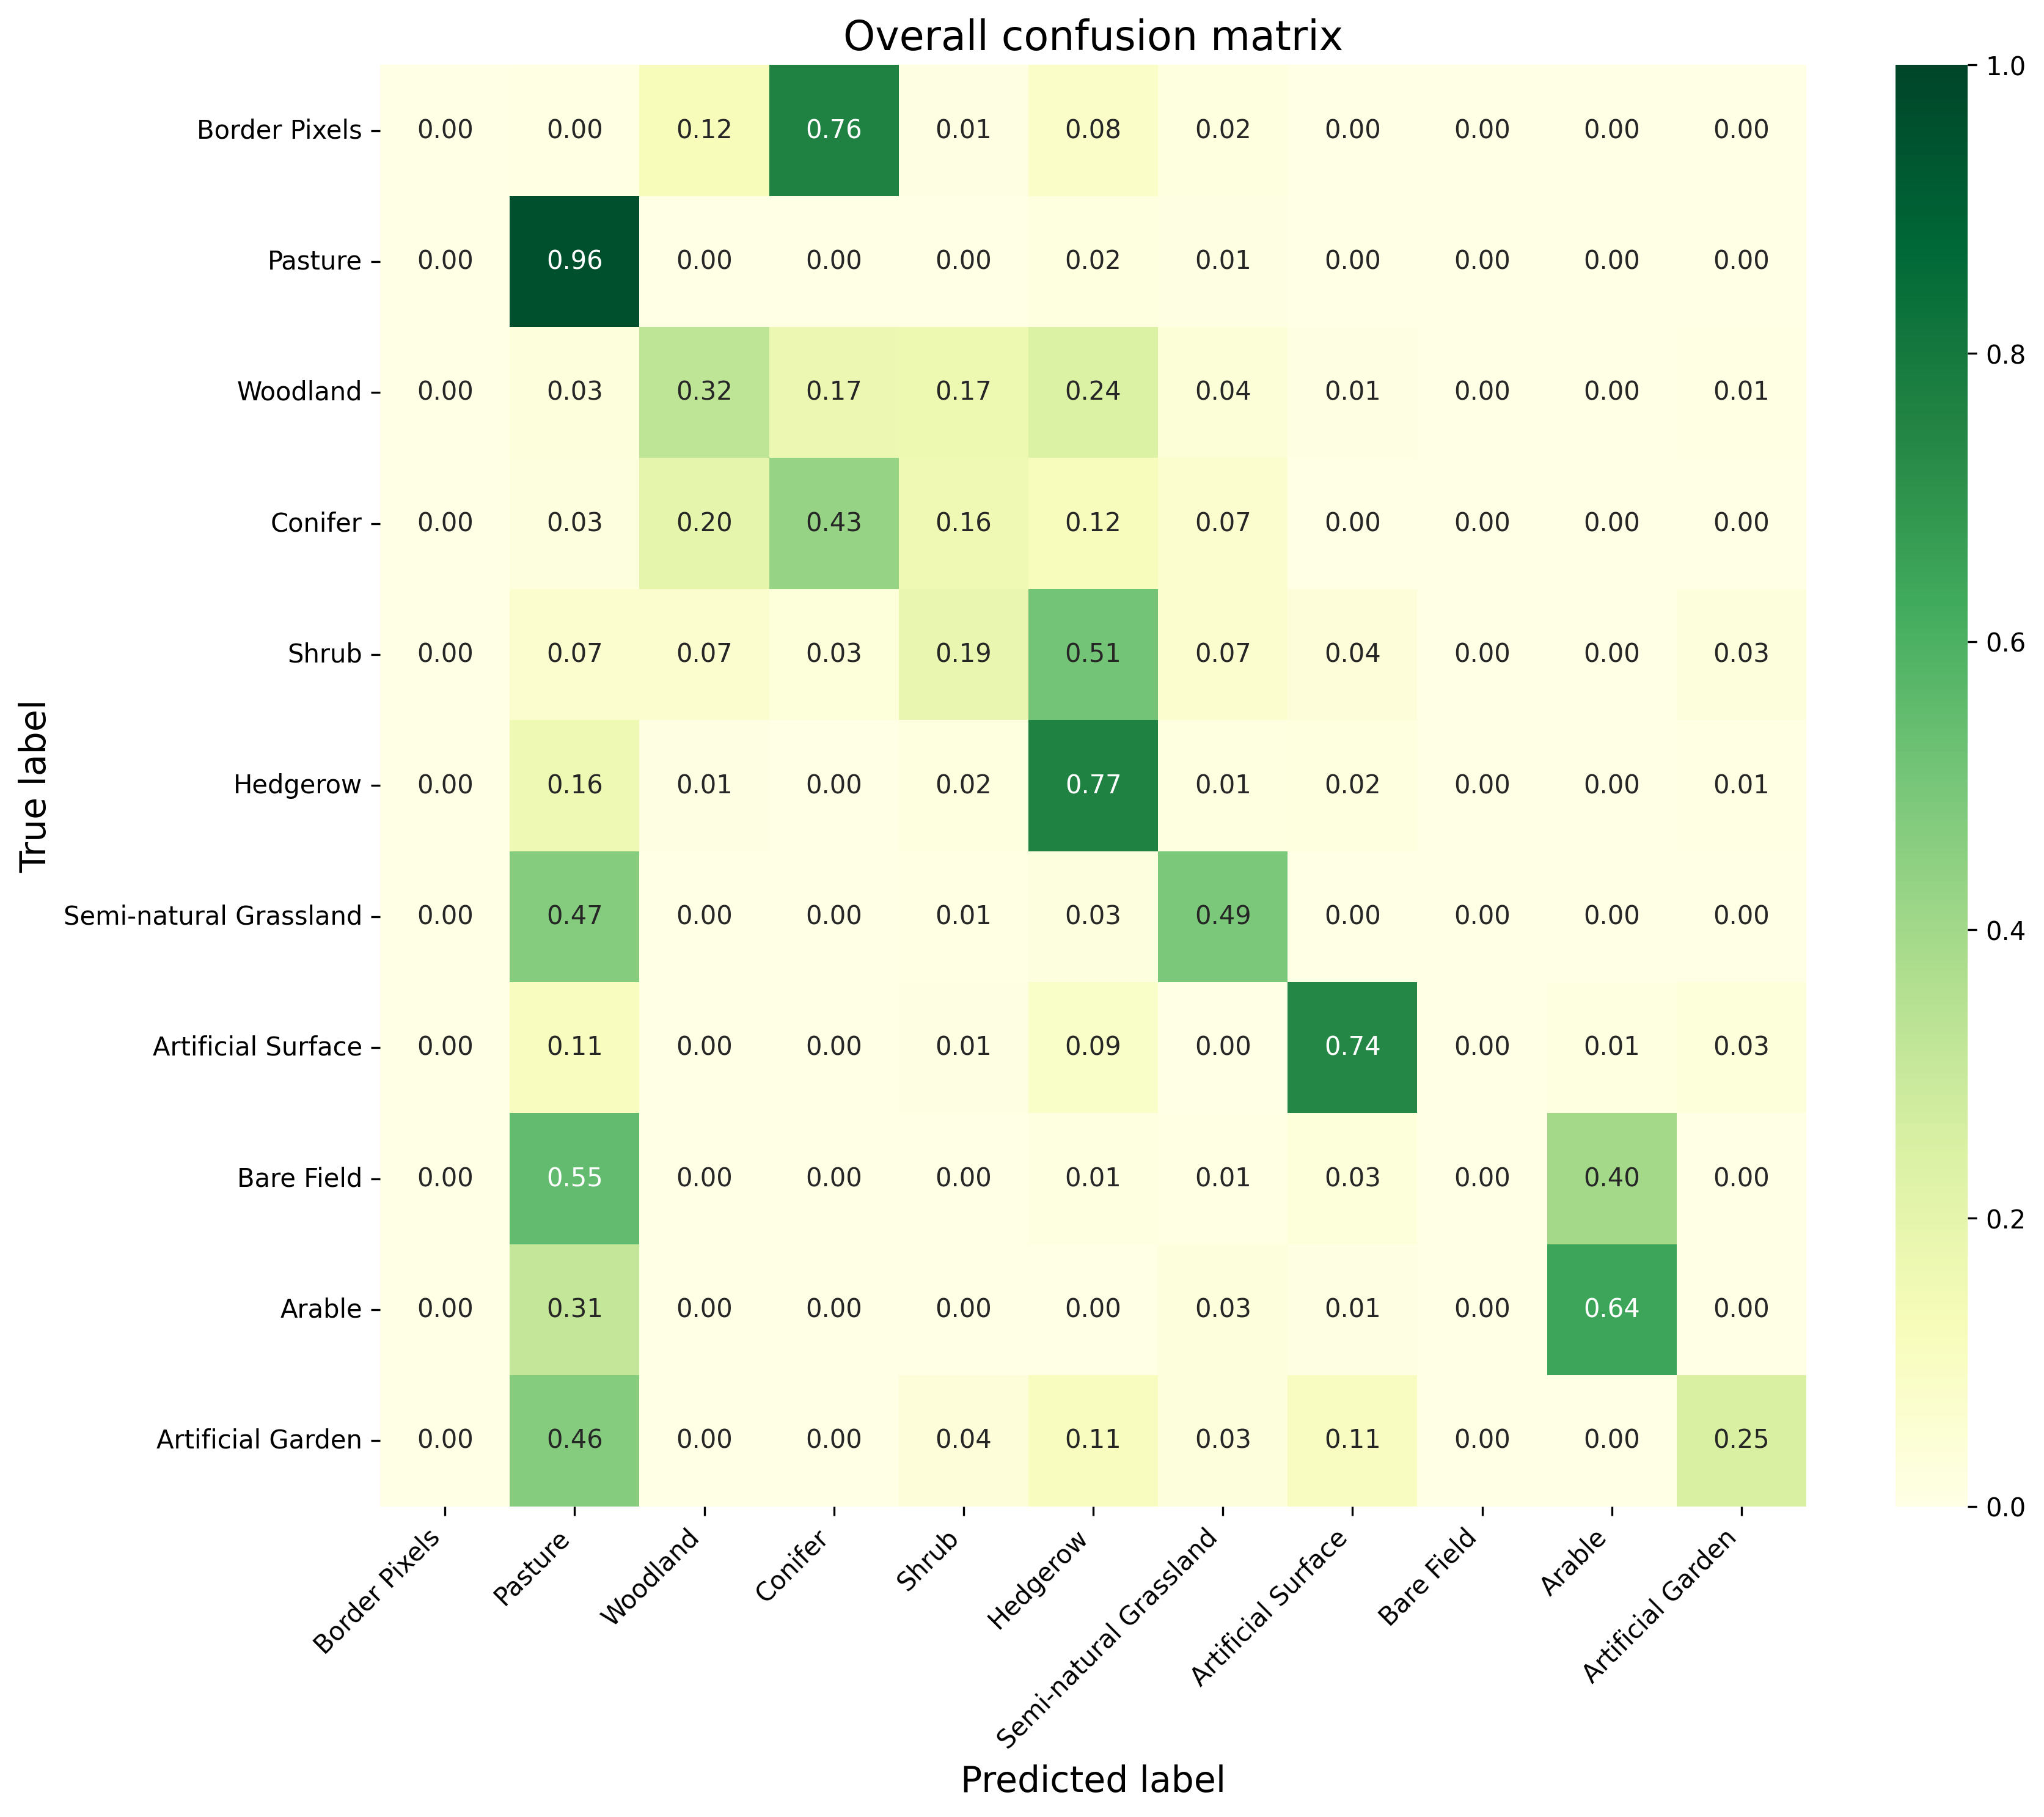 Overall confusion matrix
True label
Border Pixels 0.00 0.00 0.12 0.76 0.01 0.08 0.02 0.00 0.00 0.00 0.00
Pasture 0.00 0.96 0.00 0.00 0.00 0.02 0.01 0.00 0.00 0.00 0.00
Woodland 0.00 0.03 0.32 0.17 0.17 0.24 0.04 0.01 0.00 0.00 0.01
Conifer 0.00 0.03 0.20 0.43 0.16 0.12 0.07 0.00 0.00 0.00 0.00
Shrub 0.00 0.07 0.07 0.03 0.19 0.51 0.07 0.04 0.00 0.00 0.03
Hedgerow 0.00 0.16 0.01 0.00 0.02 0.77 0.01 0.02 0.00 0.00 0.01
Semi-natural Grassland 0.00 0.47 0.00 0.00 0.01 0.03 0.49 0.00 0.00 0.00 0.00
Artificial Surface 0.00 0.11 0.00 0.00 0.01 0.09 0.00 0.74 0.00 0.01 0.03
Bare Field 0.00 0.55 0.00 0.00 0.00 0.01 0.01 0.03 0.00 0.40 0.00
Arable 0.00 0.31 0.00 0.00 0.00 0.00 0.03 0.01 0.00 0.64 0.00
Artificial Garden 0.00 0.46 0.00 0.00 0.04 0.11 0.03 0.11 0.00 0.00 0.25
Border Pixels
Pasture
Woodland
Conifer
Shrub
Hedgerow
Semi-natural Grassland
Artificial Surface
Bare Field
Arable
Artificial Garden
Predicted label
1.0
0.8
0.6
0.4
0.2
0.0